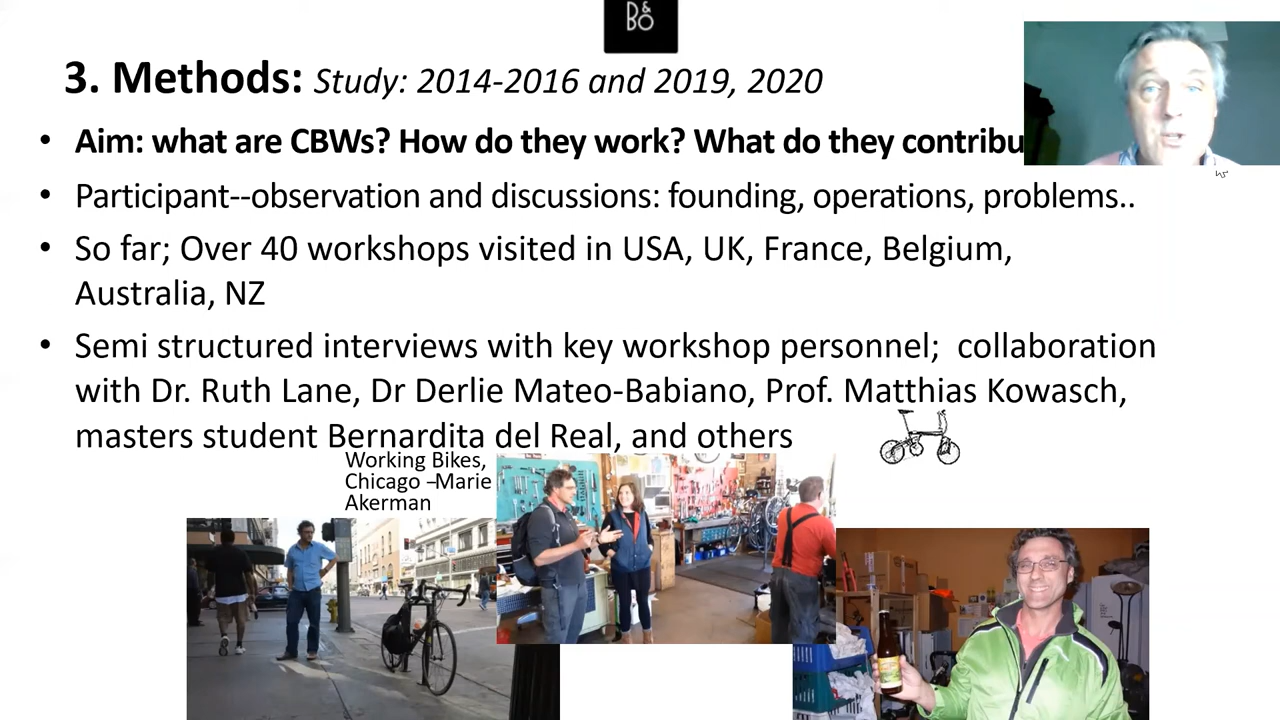 D&
BO
3. Methods: Study: 2014-2016 and 2019, 2020
• Aim: what are CBWs? How do they work? What do they contribu
• Participant--observation and discussions: founding, operations, problems..
• So far; Over 40 workshops visited in USA, UK, France, Belgium,
Australia, NZ
• Semi structured interviews with key workshop personnel;  collaboration
with Dr. Ruth Lane, Dr Derlie Mateo-Babiano, Prof. Matthias Kowasch,
masters student Bernardita del Real, and others
Working Bikes,
Chicago –Marie
Akerman